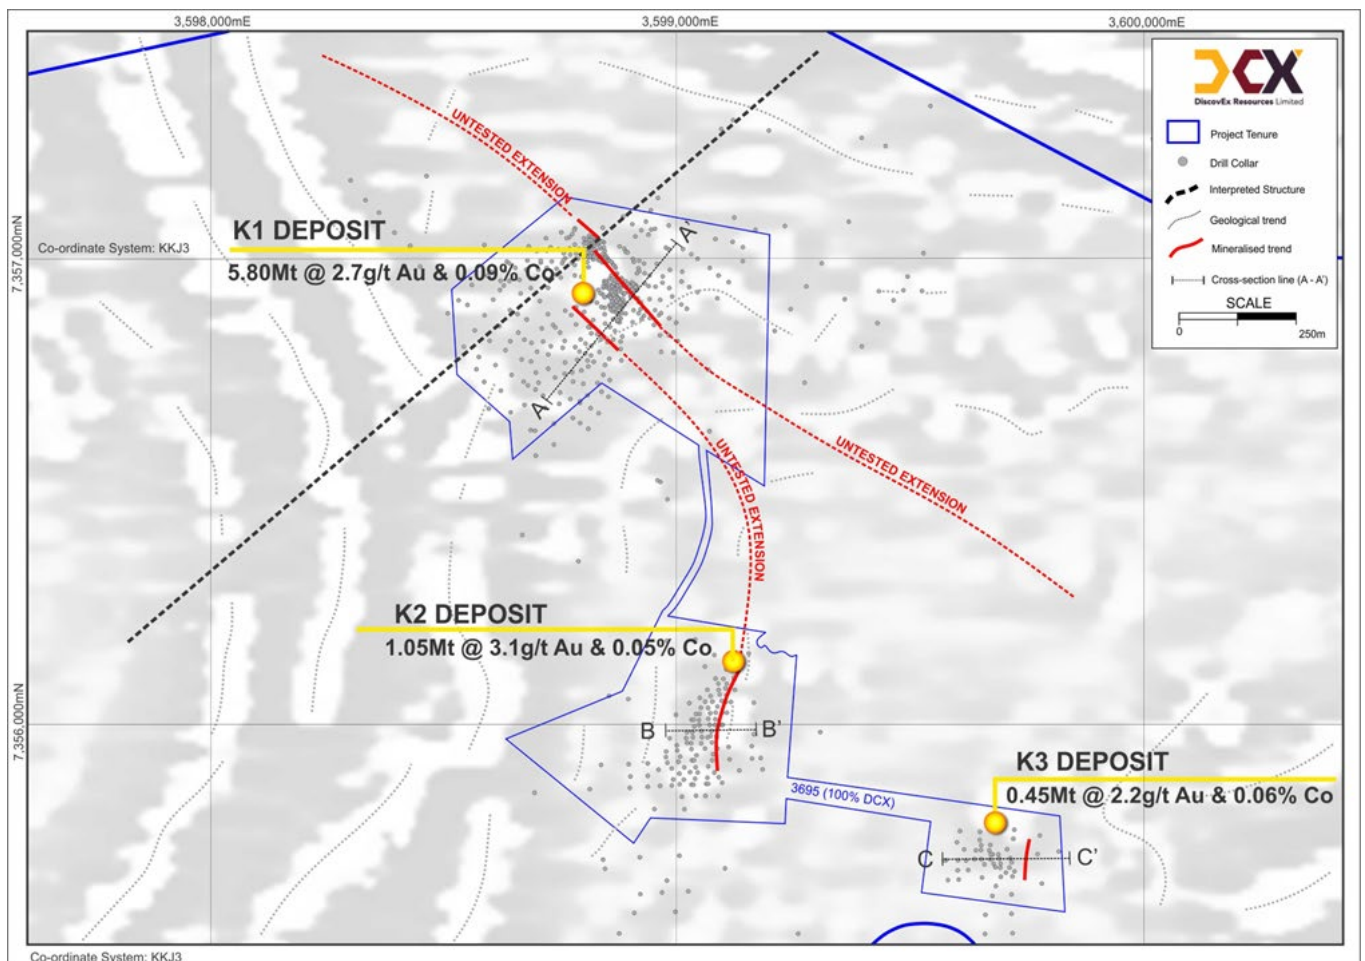 3,598,000mE
3,599,000mE
3,600,000mE
DCX
DiscovEx Resources Limited
Project Tenure
Drill Collar
Interpreted Structure
Geological trend
Mineralised trend
Cross-section line (A - A')
SCALE
0
250m
UNTESTED EXTENSION
K1 DEPOSIT
A'
Co-ordinate System: KKJ3
7,357,000mN
5.80Mt @ 2.7g/t Au & 0.09% Co
A
UNTESTED EXTENSION
UNTESTED EXTENSION
K2 DEPOSIT
1.05Mt @ 3.1g/t Au & 0.05% Co
7,356,000mN
B
B'
K3 DEPOSIT
3695 (100% DCX)
0.45Mt @ 2.2g/t Au & 0.06% Co
C
C'
Co-ordinate System: KKJ3